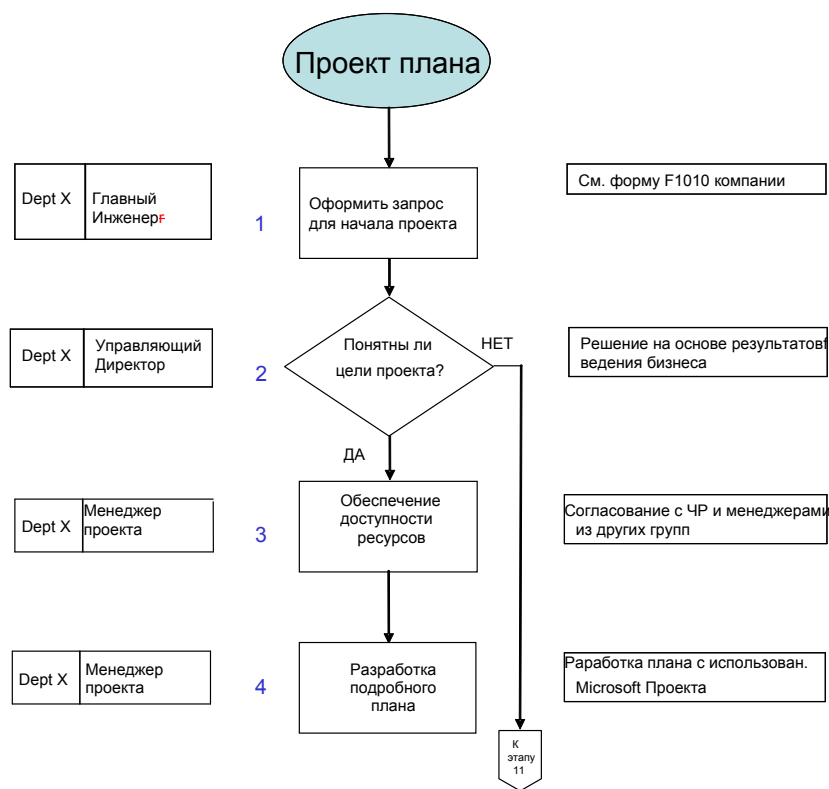 Проект плана
Dept X
Главный
Инженерr
1
Оформить запрос
для начала проекта
См. форму F1010 компании
Dept X
Управляющий
Директор
2
Понятны ли
цели проекта?
НЕТ
Решение на основе результатовf
ведения бизнеса
ДА
Dept X
Менеджер
проекта
3
Обеспечение
доступности
ресурсов
Согласование с ЧР и менеджерами
из других групп
Dept X
Менеджер
проекта
4
Разработка
подробного
плана
Раработка плана с использован.
Microsoft Проекта
К
этапу
11